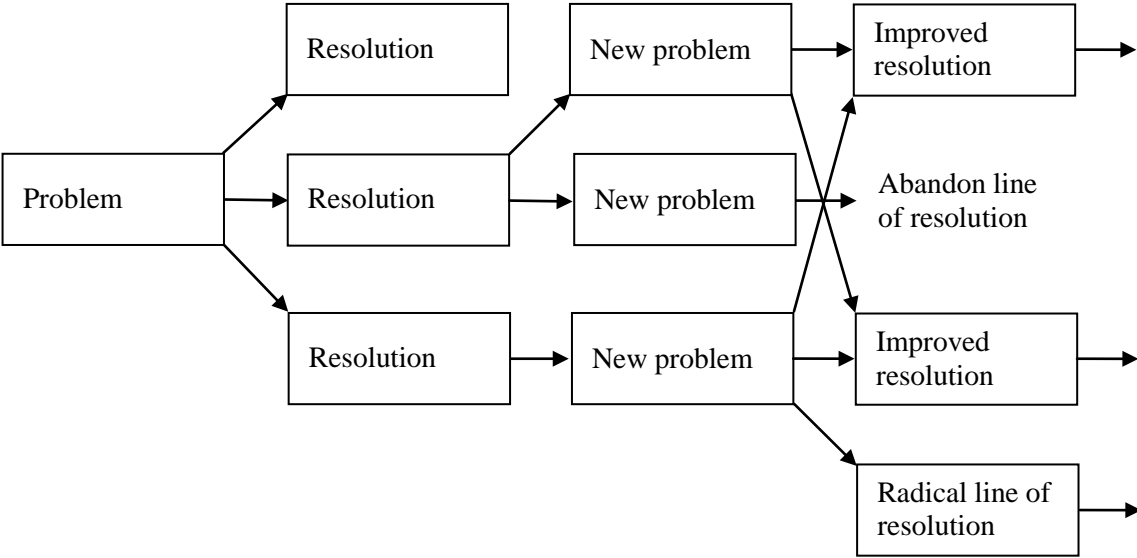 Resolution
New problem
Improved
resolution
Problem
Resolution
New problem
Abandon line
of resolution
Resolution
New problem
Improved
resolution
Radical line of
resolution